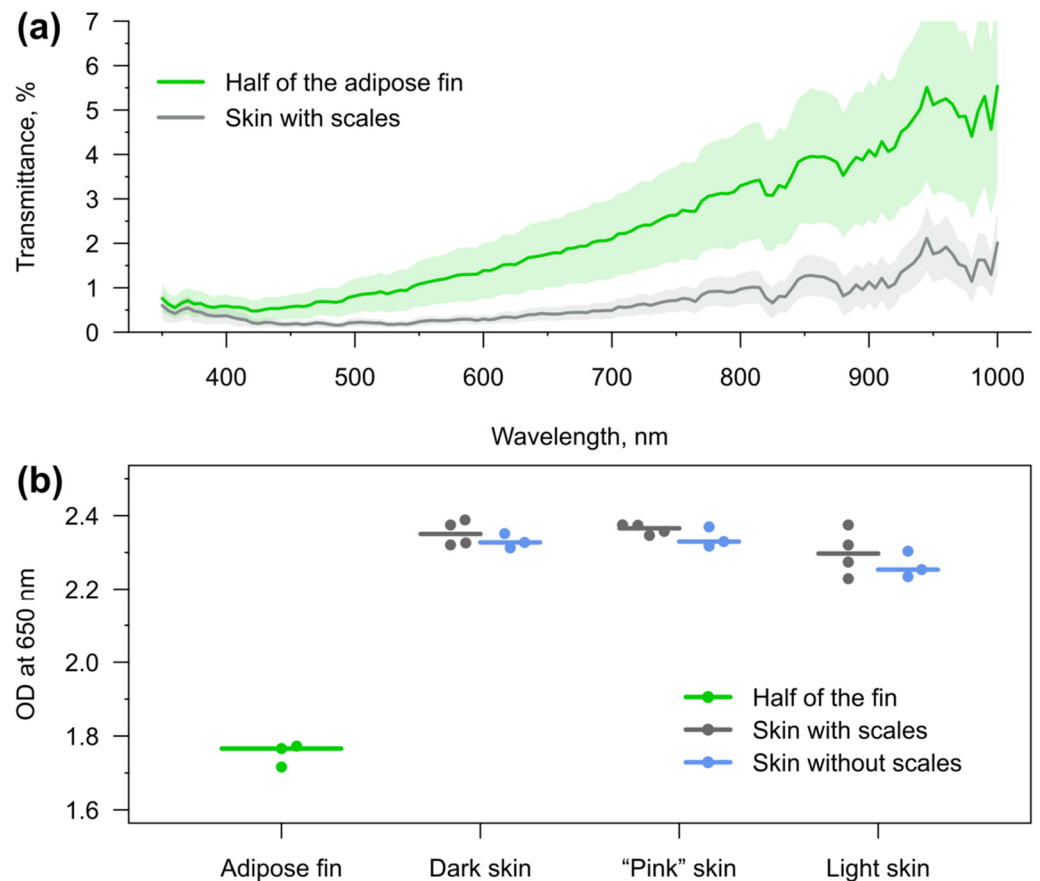 (a)
7
6
5
4
3
2
1
0
Transmittance, %
Half of the adipose fin
Skin with scales
400 500 600 700 800 900 1000
Wavelength, nm
(b)
2.4
2.2
2.0
1.8
1.6
OD at 650 nm
Half of the fin
Skin with scales
Skin without scales
Adipose fin Dark skin “Pink” skin Light skin